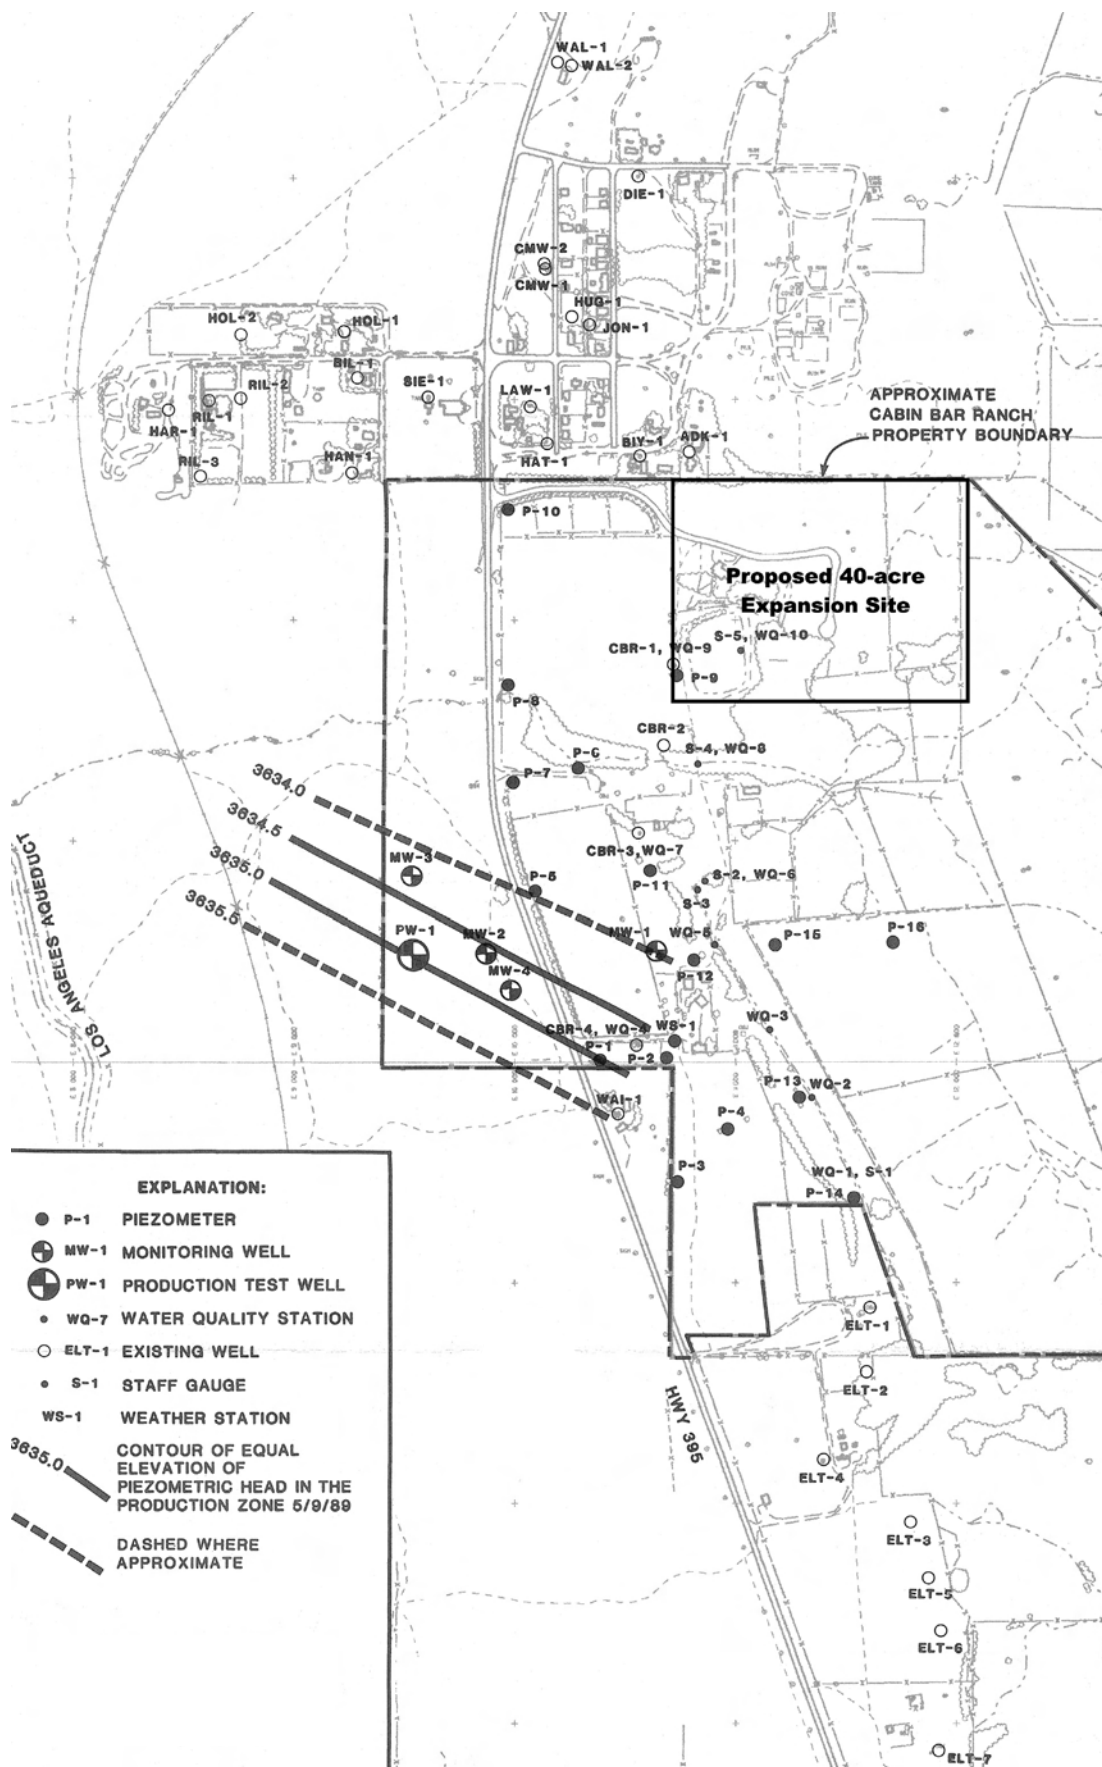 WAL-1
WAL-2
DIE-1
CMW-2
CMW-1
HUG-1
JON-1
HOL-2
HOL-1
BIL-1
RIL-2
SIE-1
LAW-1
RIL-1
HAR-1
RIL-3
HAN-1
HAT-1
BIY-1
ADK-1
APPROXIMATE
CABIN BAR RANCH
PROPERTY BOUNDARY
P-10
Proposed 40-acre
Expansion Site
S-5, WQ-10
CBR-1, WQ-9
P-9
P-8
CBR-2
S-4, WQ-8
P-6
P-7
3634.0
3634.5
3635.0
3635.5
LOS ANGELES AQUEDUCT
MW-3
P-5
CBR-3, WQ-7
P-11
S-2, WQ-6
S-3
PW-1
MW-2
MW-1
WQ-5
P-15
P-16
P-12
MW-4
WQ-3
CBR-4, WQ-4
WS-1
P-1
P-2
WAI-1
P-13
WQ-2
P-4
P-3
WQ-1, S-1
P-14
ELT-1
ELT-2
HWY 395
ELT-4
ELT-3
ELT-5
ELT-6
ELT-7
EXPLANATION:
P-1 PIEZOMETER
MW-1 MONITORING WELL
PW-1 PRODUCTION TEST WELL
WQ-7 WATER QUALITY STATION
ELT-1 EXISTING WELL
S-1 STAFF GAUGE
WS-1 WEATHER STATION
3635.0
CONTOUR OF EQUAL
ELEVATION OF
PIEZOMETRIC HEAD IN THE
PRODUCTION ZONE 5/9/89
DASHED WHERE
APPROXIMATE